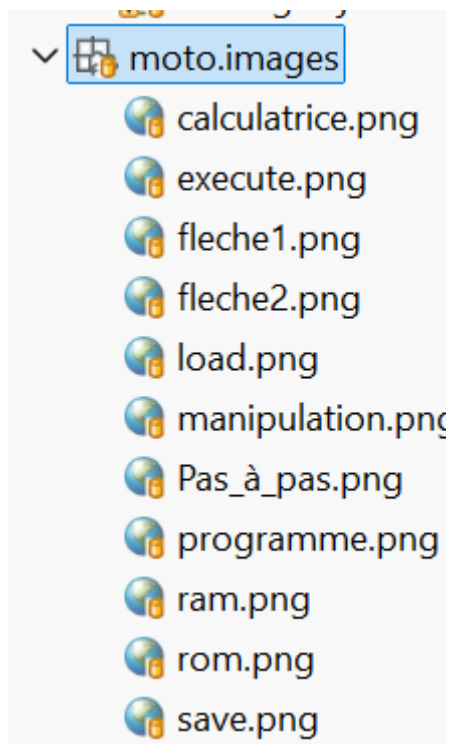 moto.images
calculatrice.png
execute.png
fleche1.png
fleche2.png
load.png
manipulation.png
Pas_à_pas.png
programme.png
ram.png
rom.png
save.png